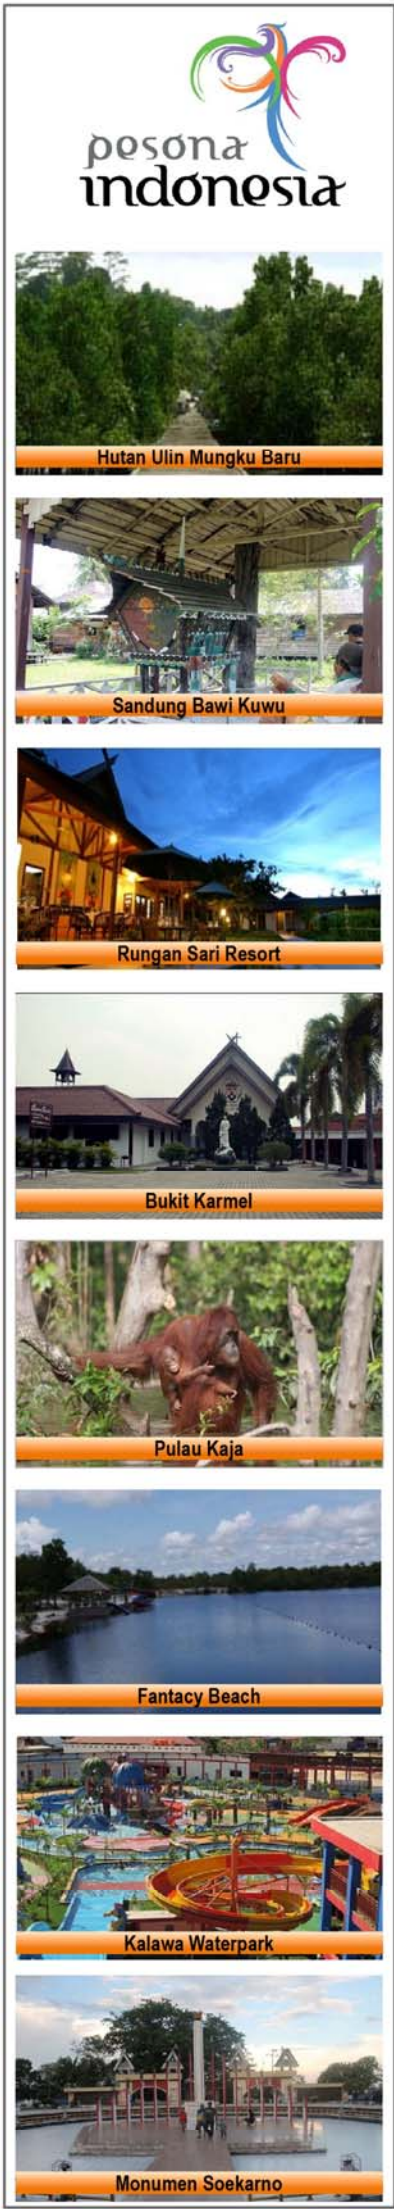 pesona
indonesia
Hutan Ulin Mungku Baru
Sandung Bawi Kuwu
Rungan Sari Resort
Bukit Karmel
Pulau Kaja
Fantacy Beach
Kalawa Waterpark
Monumen Soekarno